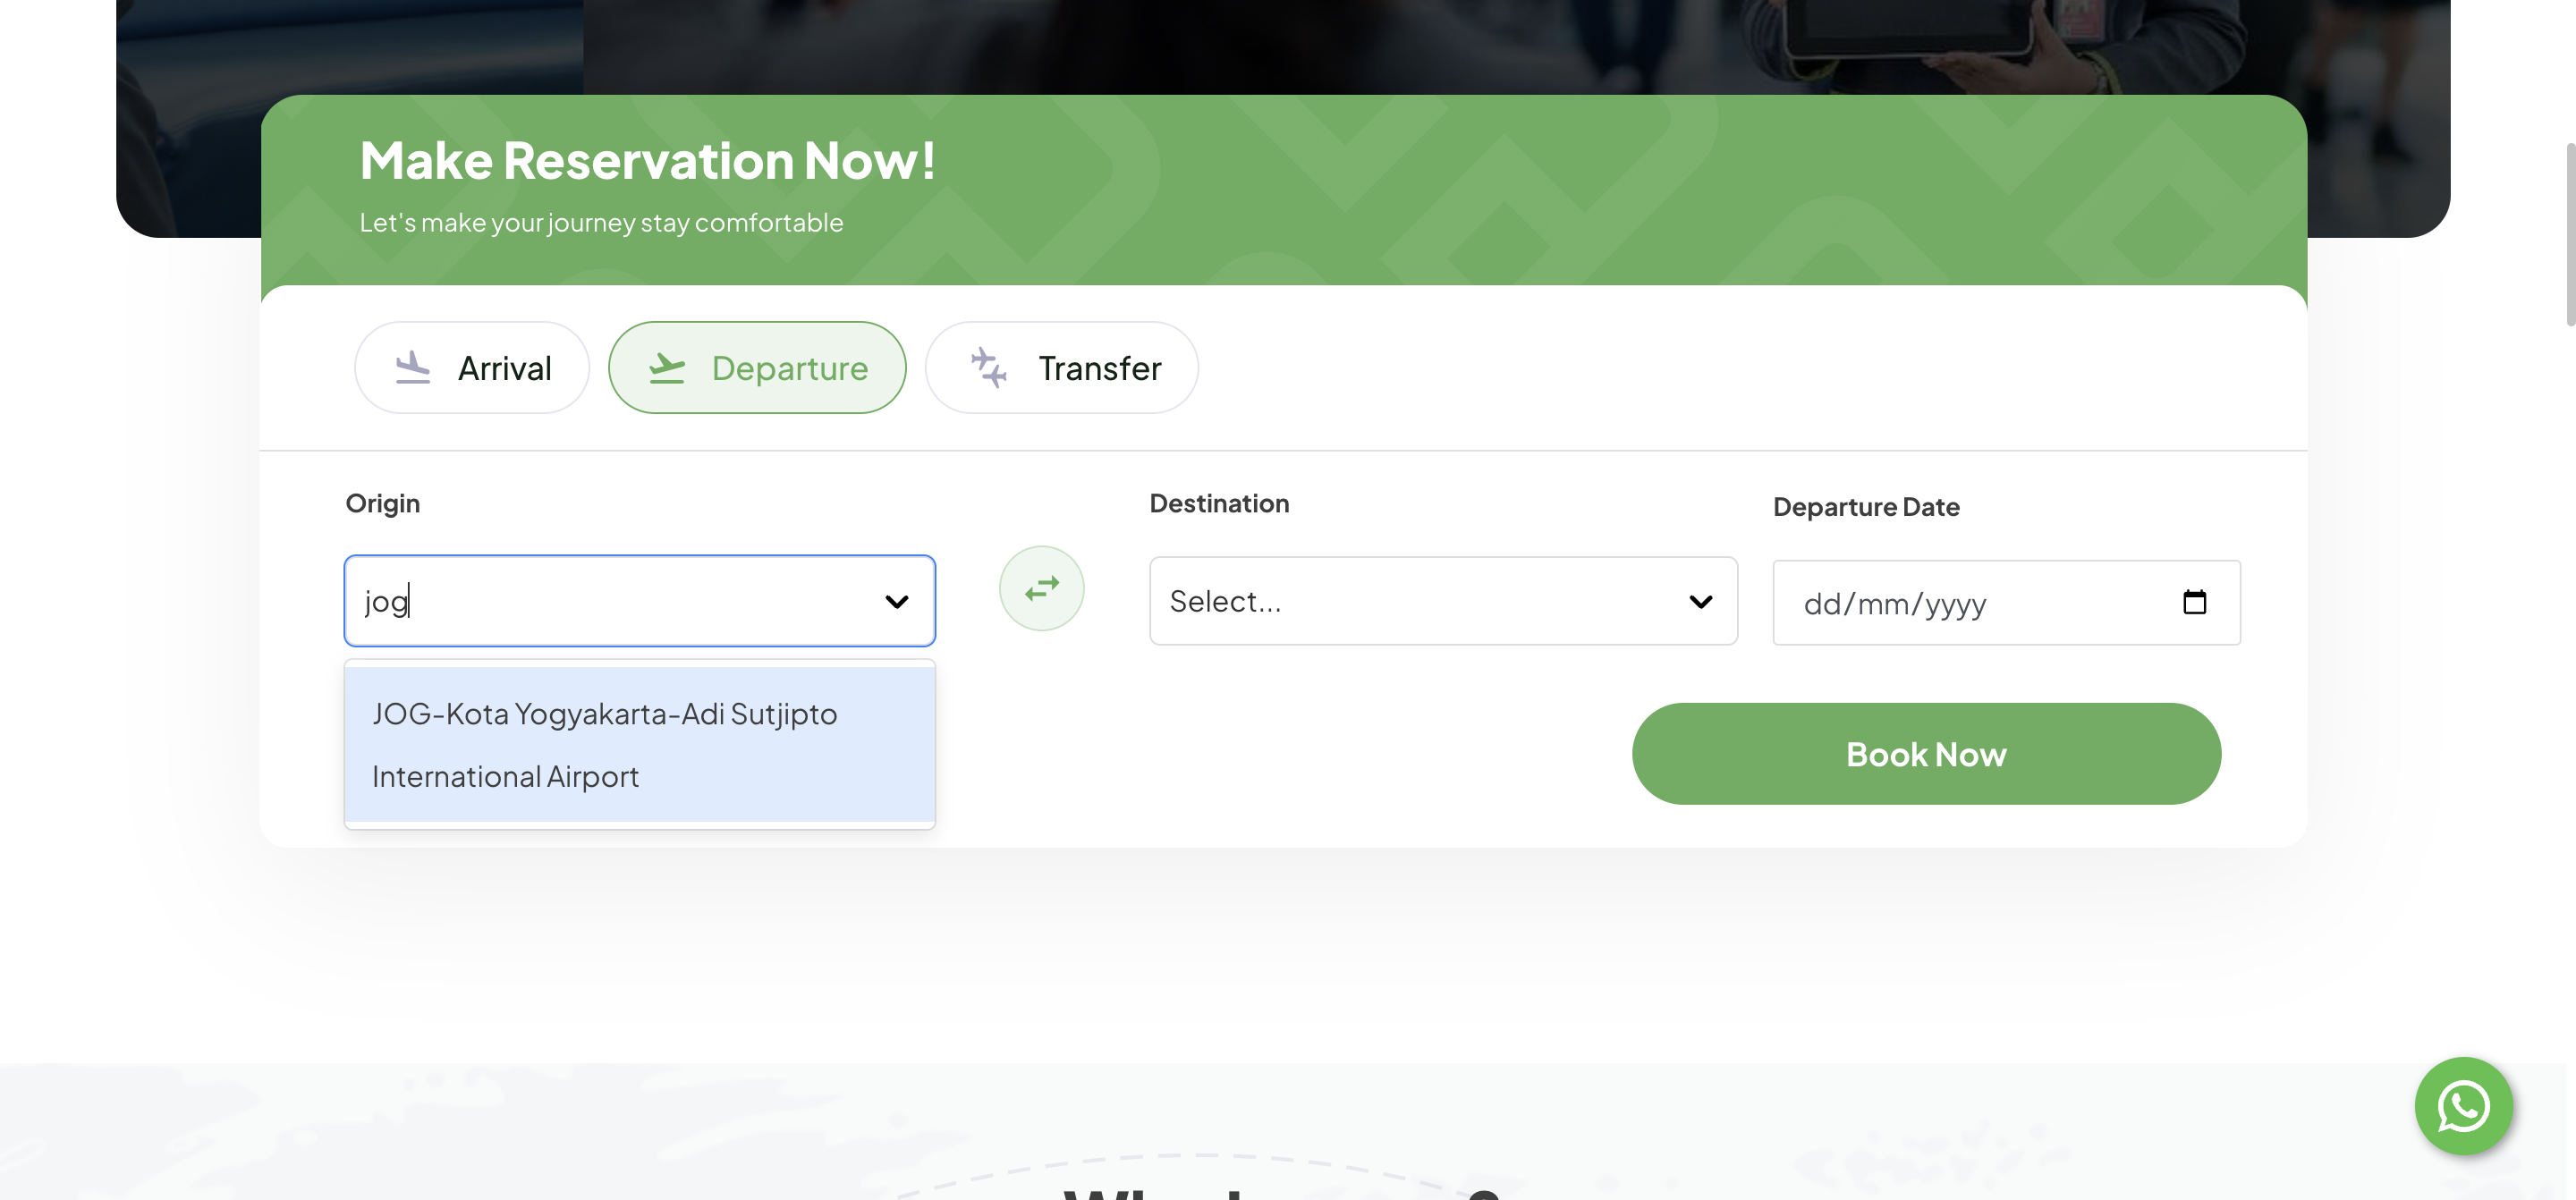 Make Reservation Now!
Let's make your journey stay comfortable
Arrival
Departure
Transfer
Origin
Destination
Departure Date
jog
Select...
dd/mm/yyyy
JOG-Kota Yogyakarta-Adi Sutjipto
International Airport
Book Now